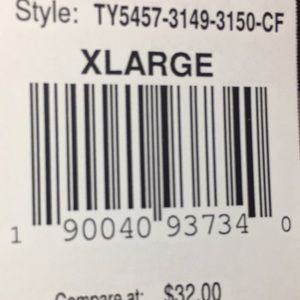 Style: TY5457-3149-3150-CF
XLARGE
1 90040 93734 0
Compare at: $32.00